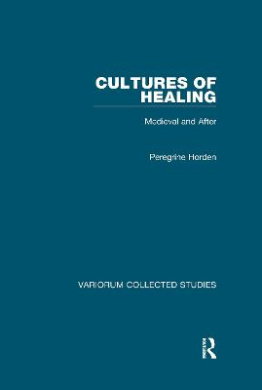 CULTURES OF
HEALING
Medieval and After
Peregrine Horden
VARIORUM COLLECTED STUDIES